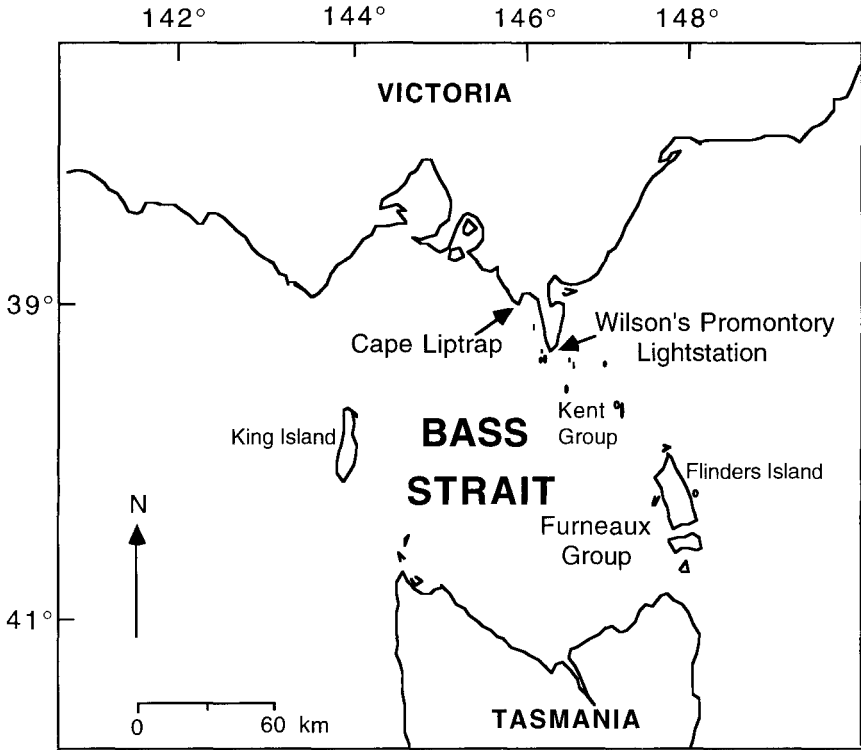 142° 144° 146° 148°
VICTORIA
39°
Wilson's Promontory
Lightstation
Cape Liptrap
Kent
Group
King Island
BASS
STRAIT
Flinders Island
Furneaux
Group
N
41°
0 60 km
TASMANIA